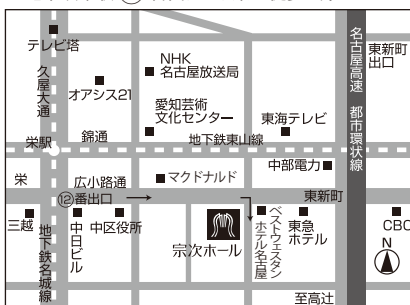 テレビ塔
久屋大通
オアシス21
NHK
名古屋放送局
愛知芸術
文化センター
名古屋高速 都市環状線
東新町
出口
東海テレビ
栄駅
錦通
地下鉄東山線
中部電力
栄
広小路通
マクドナルド
東新町
⑫番出口
三越
地下鉄名城線
中日ビル
中区役所
宗次ホール
ベストウェスタン
ホテル名古屋
東急
ホテル
CBC
N
至高辻